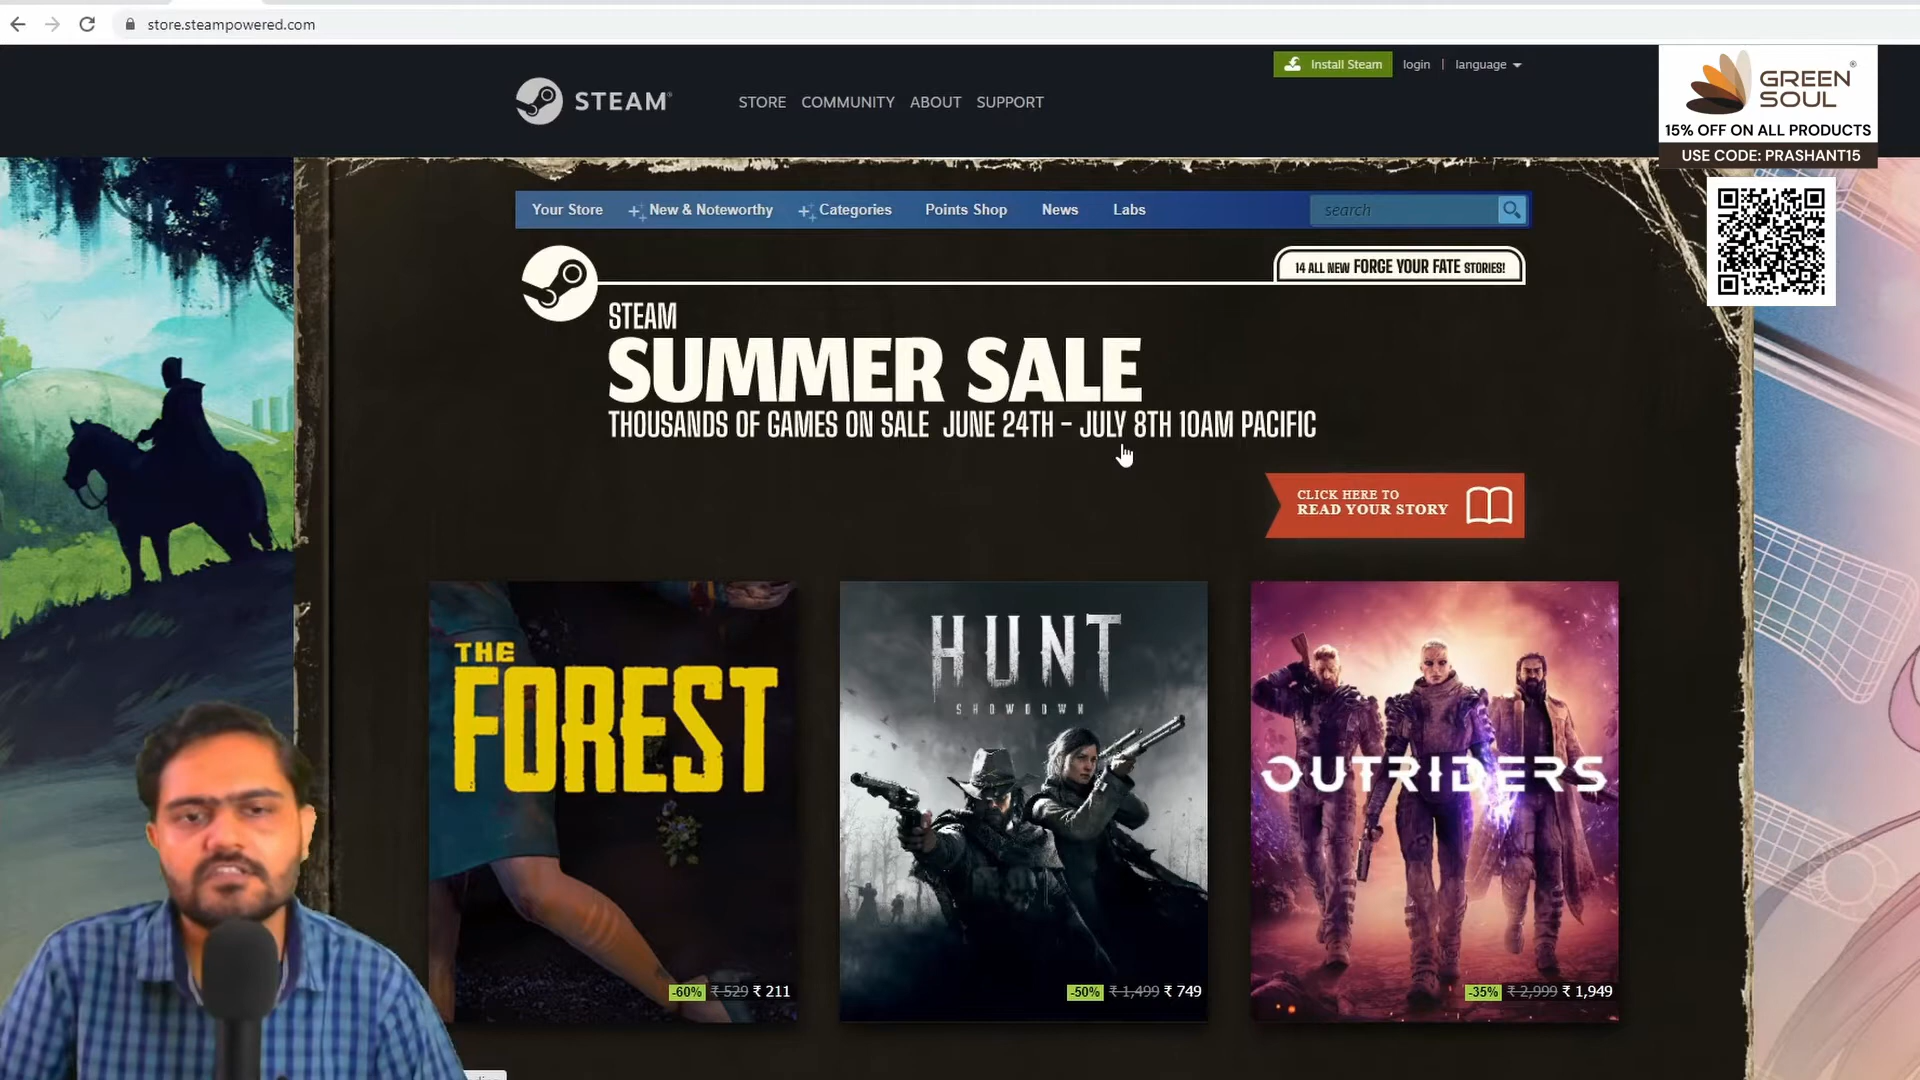 store.steampowered.com
Install Steam
login | language
STEAM®
STORE COMMUNITY ABOUT SUPPORT
GREEN SOUL®
15% OFF ON ALL PRODUCTS
USE CODE: PRASHANT15
Your Store New & Noteworthy Categories Points Shop News Labs
search
14 ALL NEW FORGE YOUR FATE STORIES!
STEAM
SUMMER SALE
THOUSANDS OF GAMES ON SALE JUNE 24TH - JULY 8TH 10AM PACIFIC
CLICK HERE TO
READ YOUR STORY
THE
FOREST
-60% ₹ 529 ₹ 211
HUNT
SHOWDOWN
-50% ₹ 1,499 ₹ 749
OUTRIDERS
-35% ₹ 2,999 ₹ 1,949